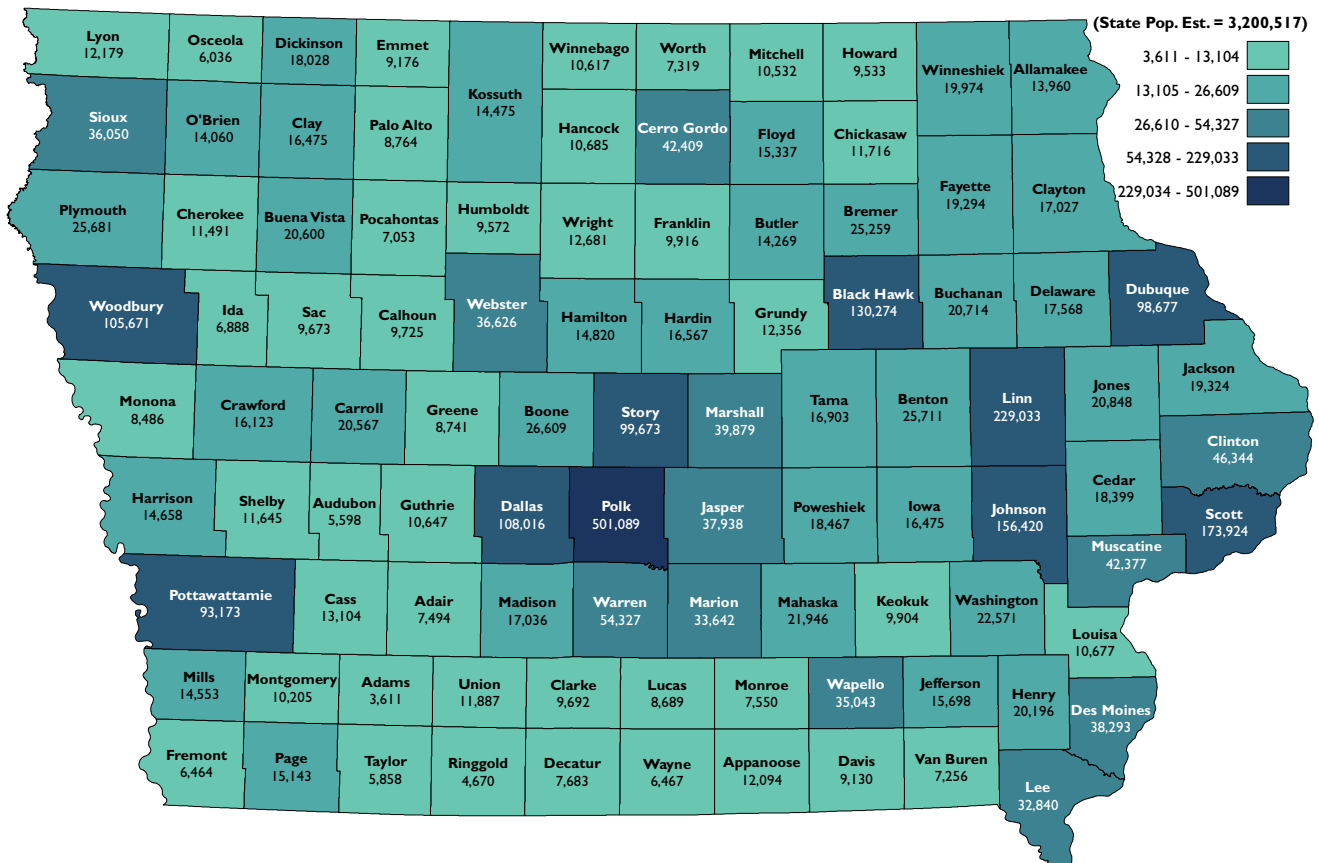 (State Pop. Est. = 3,200,517)
3,611 - 13,104
13,105 - 26,609
26,610 - 54,327
54,328 - 229,033
229,034 - 501,089
Lyon
12,179
Osceola
6,036
Dickinson
18,028
Emmet
9,176
Kossuth
14,475
Winnebago
10,617
Worth
7,319
Mitchell
10,532
Howard
9,533
Winneshiek
19,974
Allamakee
13,960
Sioux
36,050
O'Brien
14,060
Clay
16,475
Palo Alto
8,764
Hancock
10,685
Cerro Gordo
42,409
Floyd
15,337
Chickasaw
11,716
Plymouth
25,681
Cherokee
11,491
Buena Vista
20,600
Pocahontas
7,053
Humboldt
9,572
Wright
12,681
Franklin
9,916
Butler
14,269
Bremer
25,259
Fayette
19,294
Clayton
17,027
Woodbury
105,671
Ida
6,888
Sac
9,673
Calhoun
9,725
Webster
36,626
Hamilton
14,820
Hardin
16,567
Grundy
12,356
Black Hawk
130,274
Buchanan
20,714
Delaware
17,568
Dubuque
98,677
Monona
8,486
Crawford
16,123
Carroll
20,567
Greene
8,741
Boone
26,609
Story
99,673
Marshall
39,879
Tama
16,903
Benton
25,711
Linn
229,033
Jones
20,848
Jackson
19,324
Clinton
46,344
Harrison
14,658
Shelby
11,645
Audubon
5,598
Guthrie
10,647
Dallas
108,016
Polk
501,089
Jasper
37,938
Poweshiek
18,467
Iowa
16,475
Johnson
156,420
Cedar
18,399
Scott
173,924
Muscatine
42,377
Pottawattamie
93,173
Cass
13,104
Adair
7,494
Madison
17,036
Warren
54,327
Marion
33,642
Mahaska
21,946
Keokuk
9,904
Washington
22,571
Louisa
10,677
Mills
14,553
Montgomery
10,205
Adams
3,611
Union
11,887
Clarke
9,692
Lucas
8,689
Monroe
7,550
Wapello
35,043
Jefferson
15,698
Henry
20,196
Des Moines
38,293
Fremont
6,464
Page
15,143
Taylor
5,858
Ringgold
4,670
Decatur
7,683
Wayne
6,467
Appanoose
12,094
Davis
9,130
Van Buren
7,256
Lee
32,840